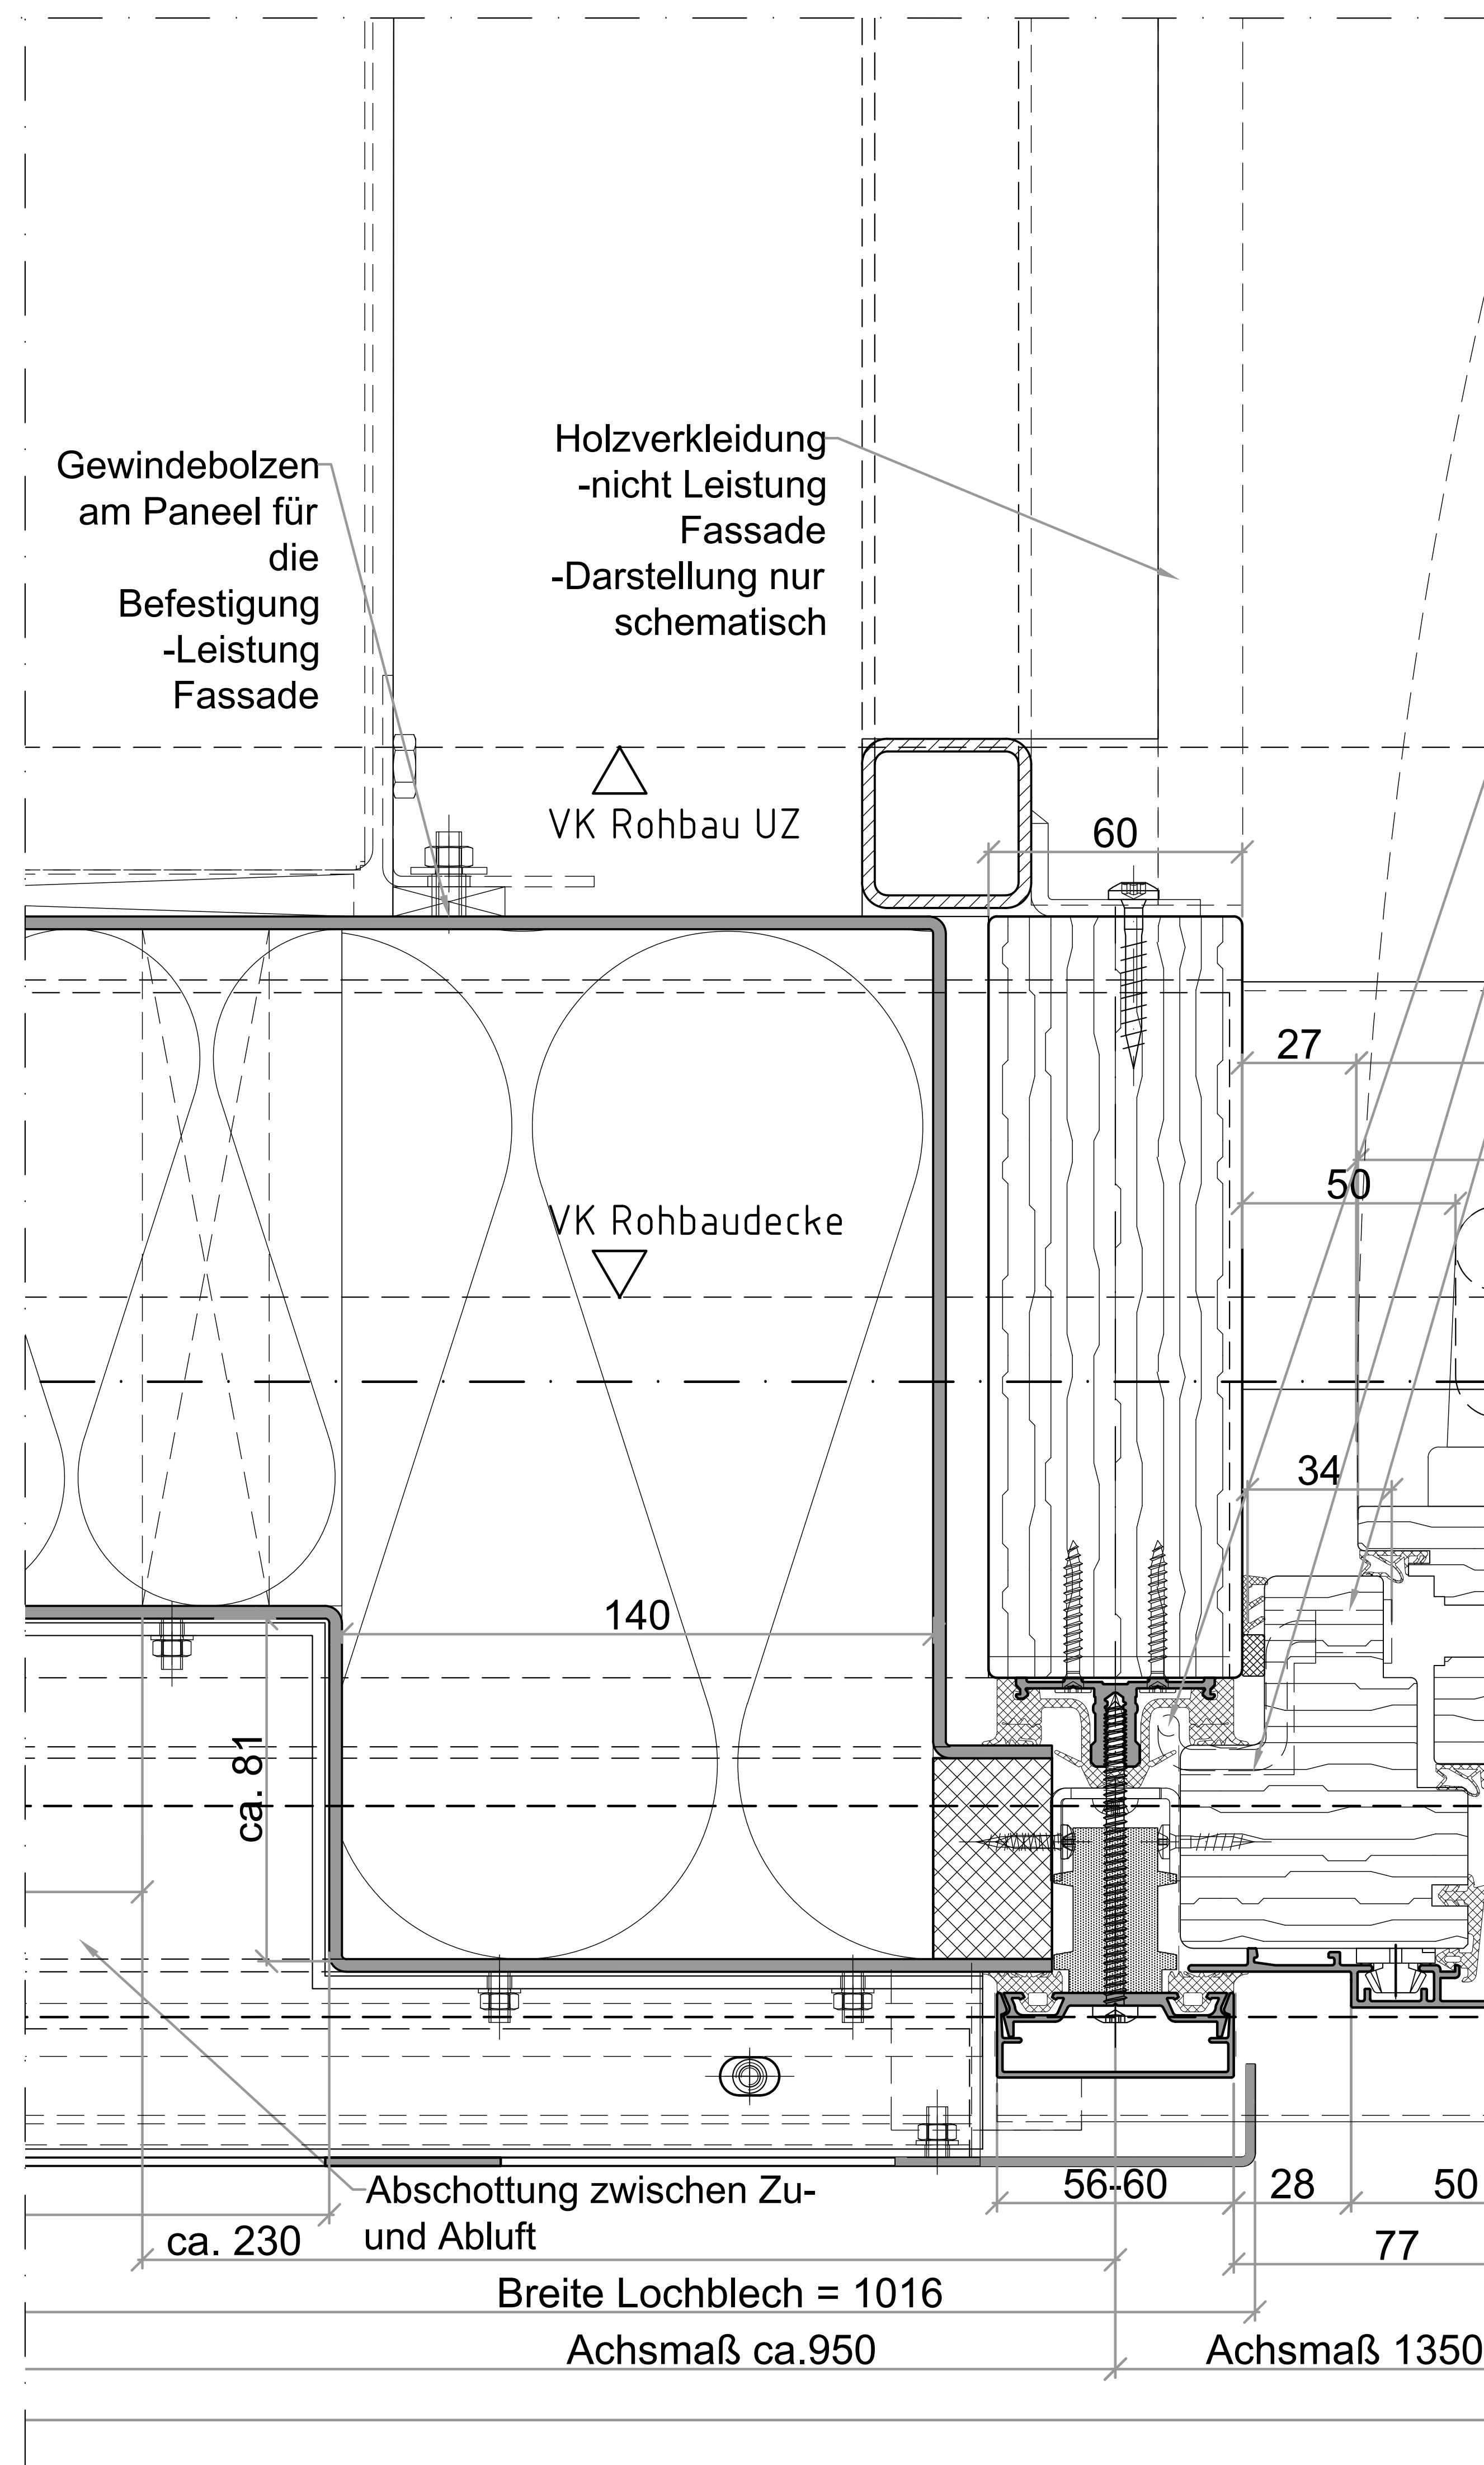 Gewindebolzen
am Paneel für
die
Befestigung
-Leistung
Fassade
Holzverkleidung
-nicht Leistung
Fassade
-Darstellung nur
schematisch
VK Rohbau UZ
60
27
50
VK Rohbaudecke
34
140
ca. 81
Abschottung zwischen Zu-
und Abluft
56-60
28
50
ca. 230
77
Breite Lochblech = 1016
Achsmaß ca.950
Achsmaß 1350